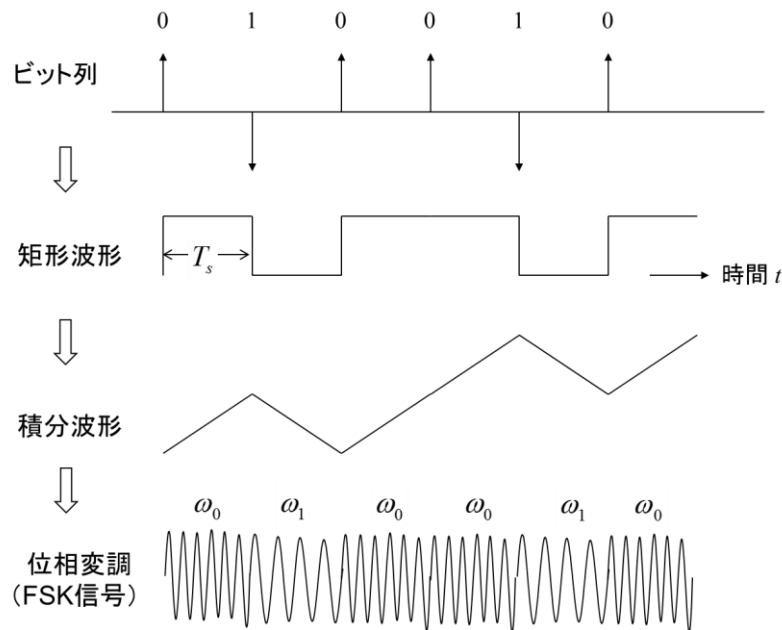 0 1 0 0 1 0
ビット列
矩形波形
T_s
時間 t
積分波形
ω_0 ω_1 ω_0 ω_0 ω_1 ω_0
位相変調
(FSK信号)